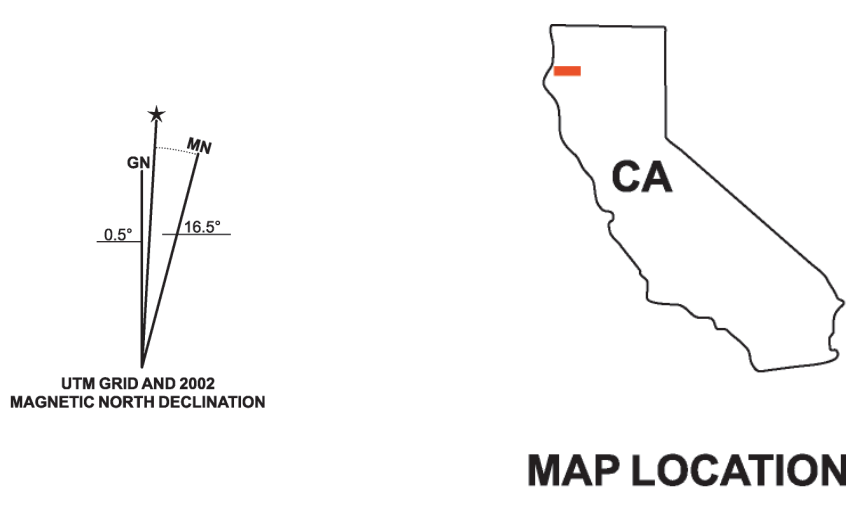 MN
GN
0.5°
16.5°
UTM GRID AND 2002
MAGNETIC NORTH DECLINATION
CA
MAP LOCATION